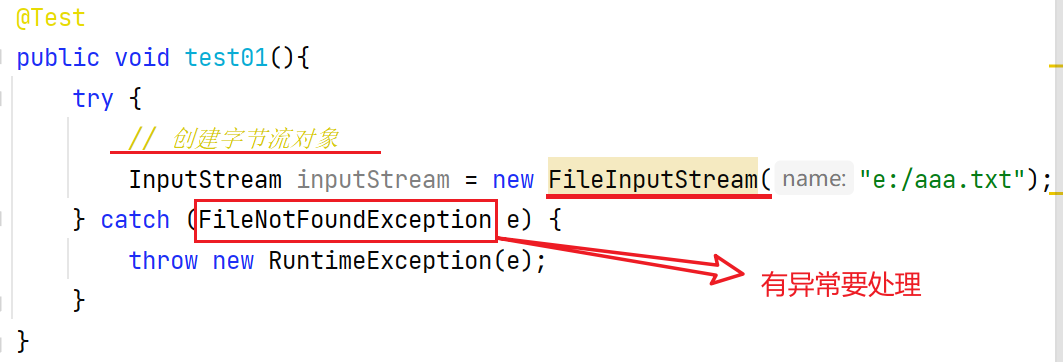 @Test
public void test01(){
try {
// 创建字节流对象
InputStream inputStream = new FileInputStream( name: "e:/aaa.txt");
} catch (FileNotFoundException e) {
throw new RuntimeException(e);
有异常要处理
}
}